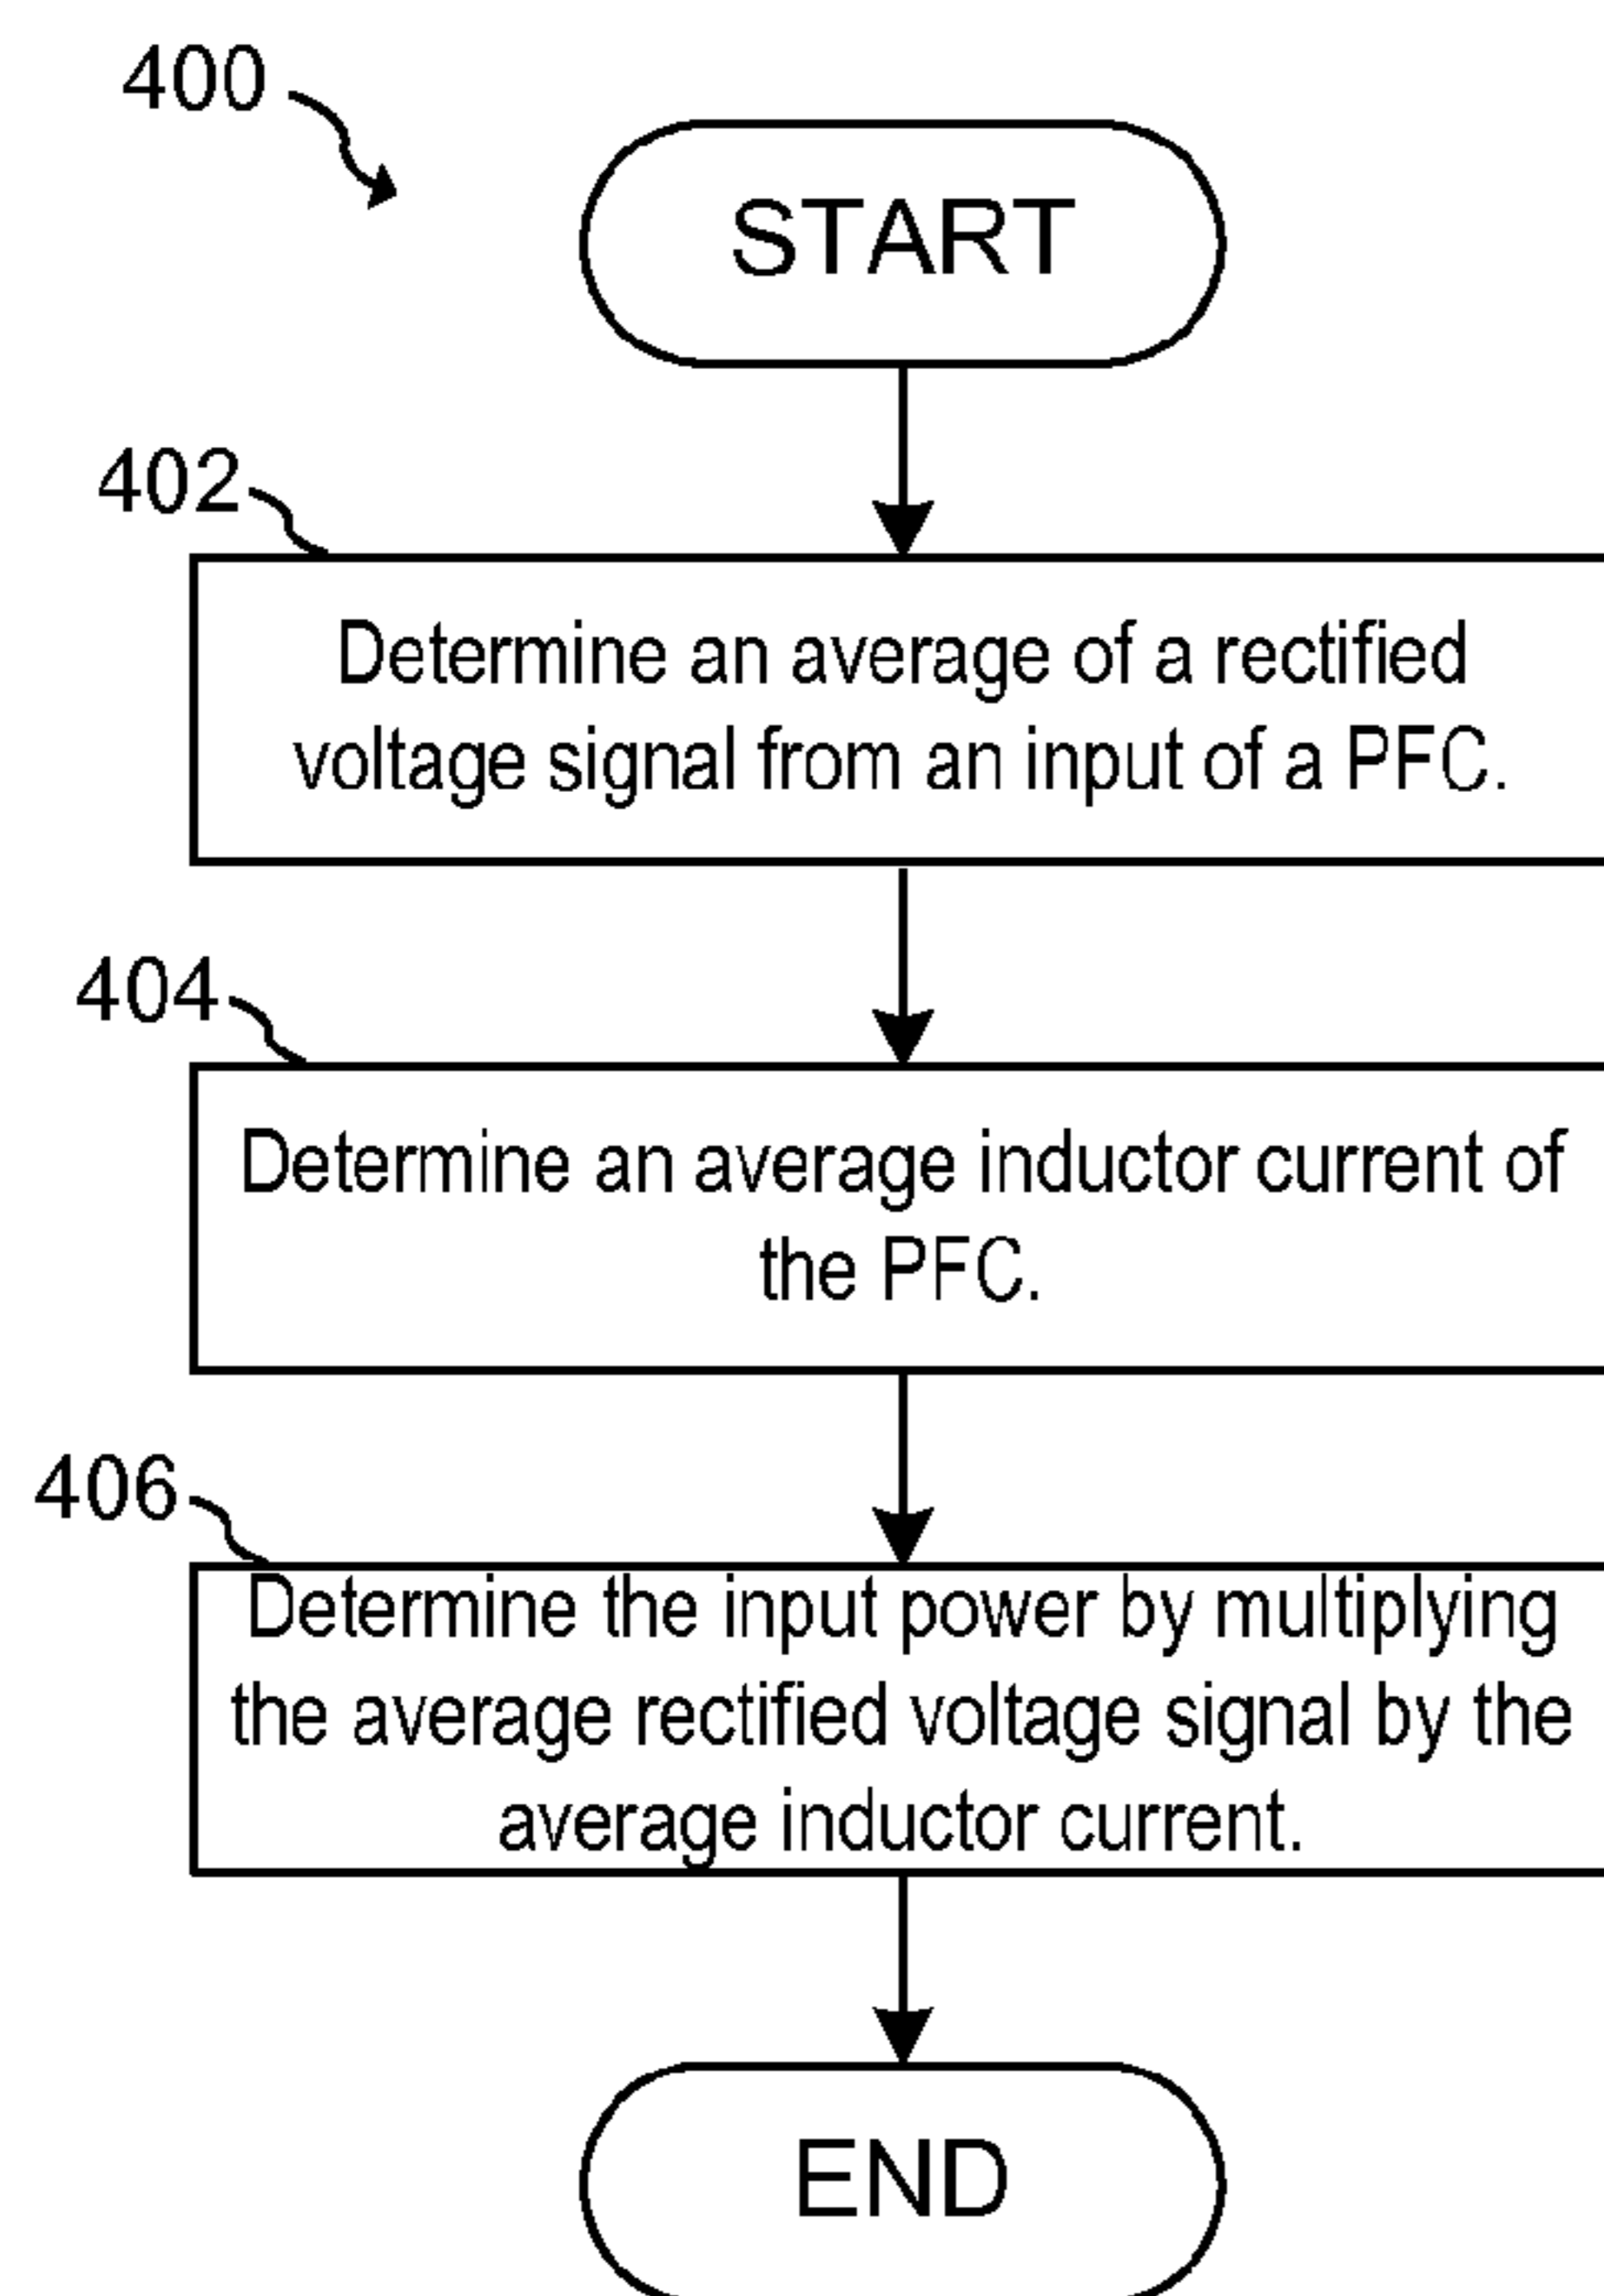 400
START
402
Determine an average of a rectified
voltage signal from an input of a PFC.
404
Determine an average inductor current of
the PFC.
406
Determine the input power by multiplying
the average rectified voltage signal by the
average inductor current.
END